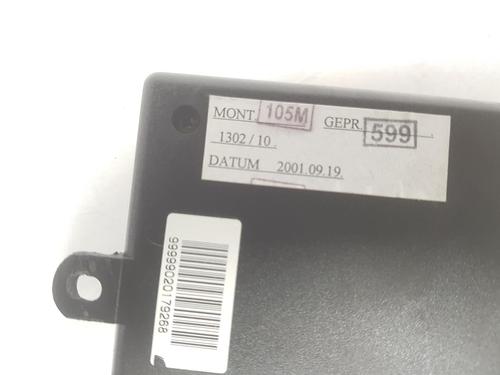 MONT. 105M GEPR. 599 .
1302 / 10 .
DATUM 2001.09.19.
99999020179268